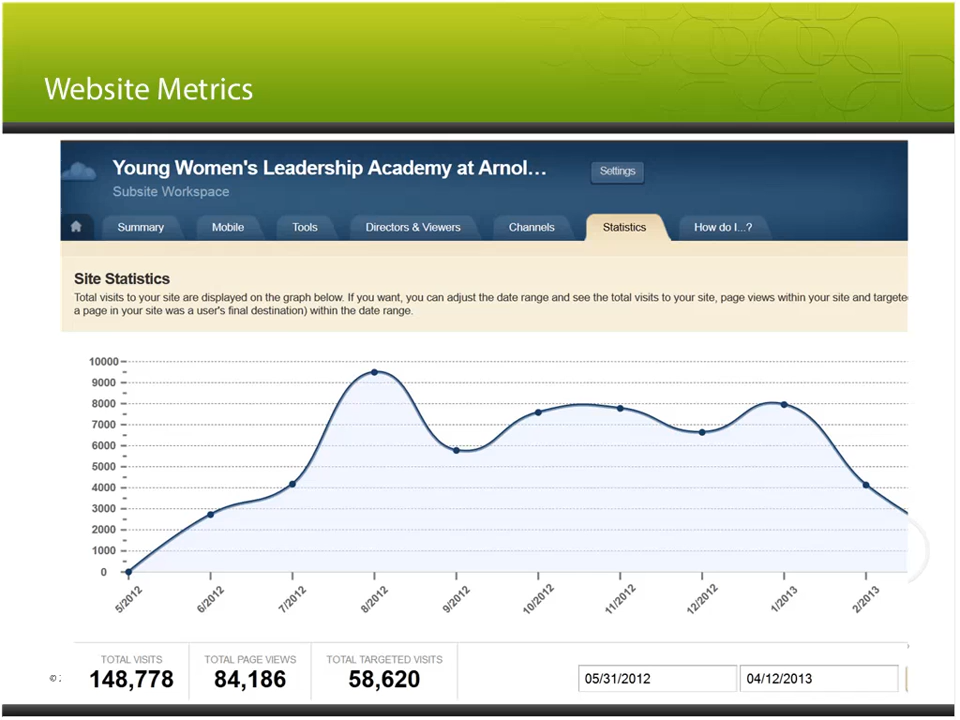 Website Metrics
Young Women's Leadership Academy at Arnol...
Settings
Subsite Workspace
Summary
Mobile
Tools
Directors & Viewers
Channels
Statistics
How do I...?
Site Statistics
Total visits to your site are displayed on the graph below. If you want, you can adjust the date range and see the total visits to your site, page views within your site and targete
a page in your site was a user's final destination) within the date range.
10000
9000
8000
7000
6000
5000
4000
3000
2000
1000
0
5/2012
6/2012
7/2012
8/2012
9/2012
10/2012
11/2012
12/2012
1/2013
2/2013
TOTAL VISITS
148,778
TOTAL PAGE VIEWS
84,186
TOTAL TARGETED VISITS
58,620
05/31/2012
04/12/2013
©